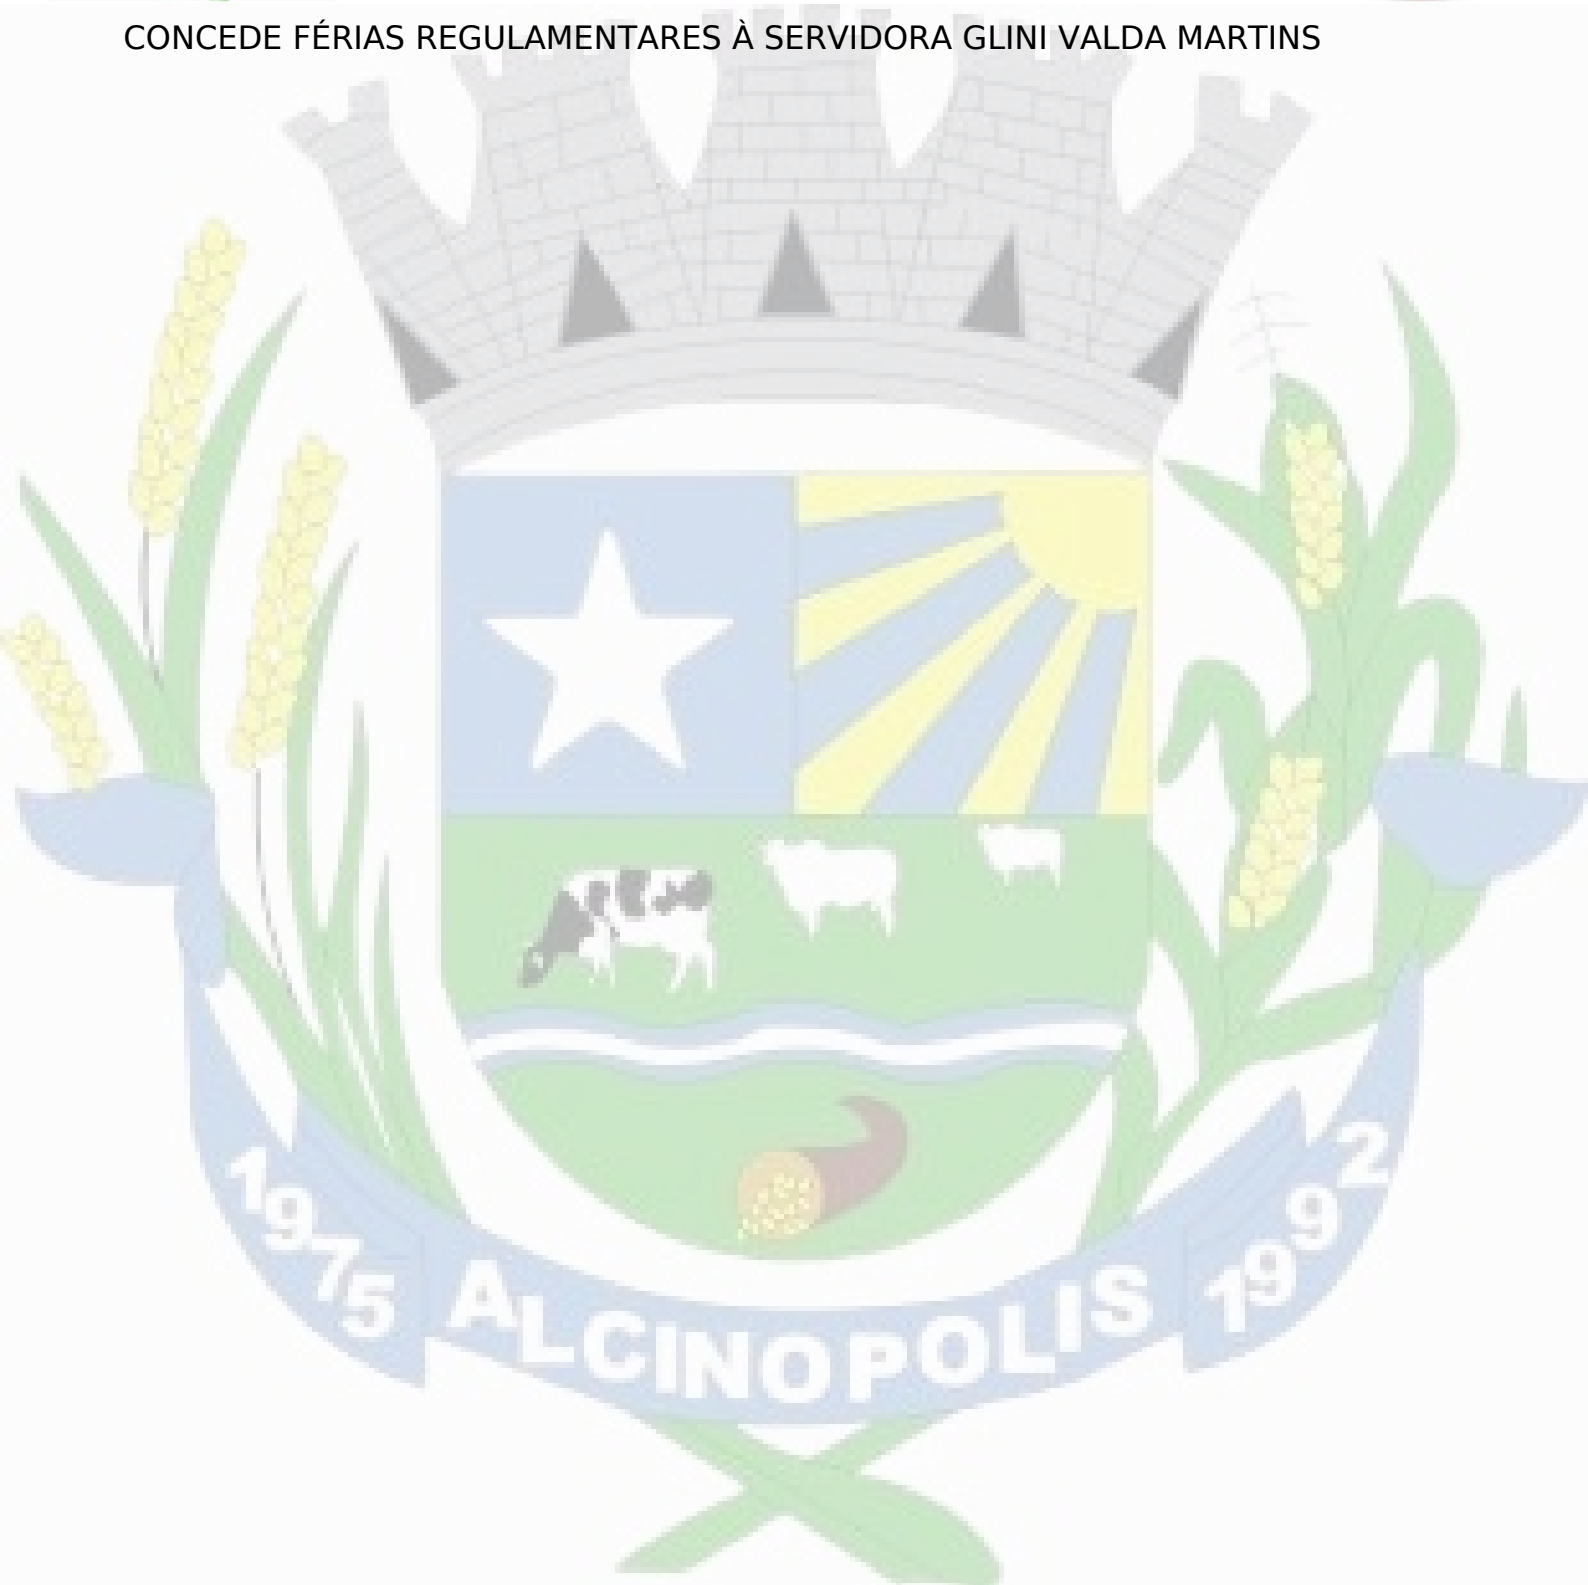 CONCEDE FÉRIAS REGULAMENTARES À SERVIDORA GLINI VALDA MARTINS
1975 ALCINOPOLIS 1992